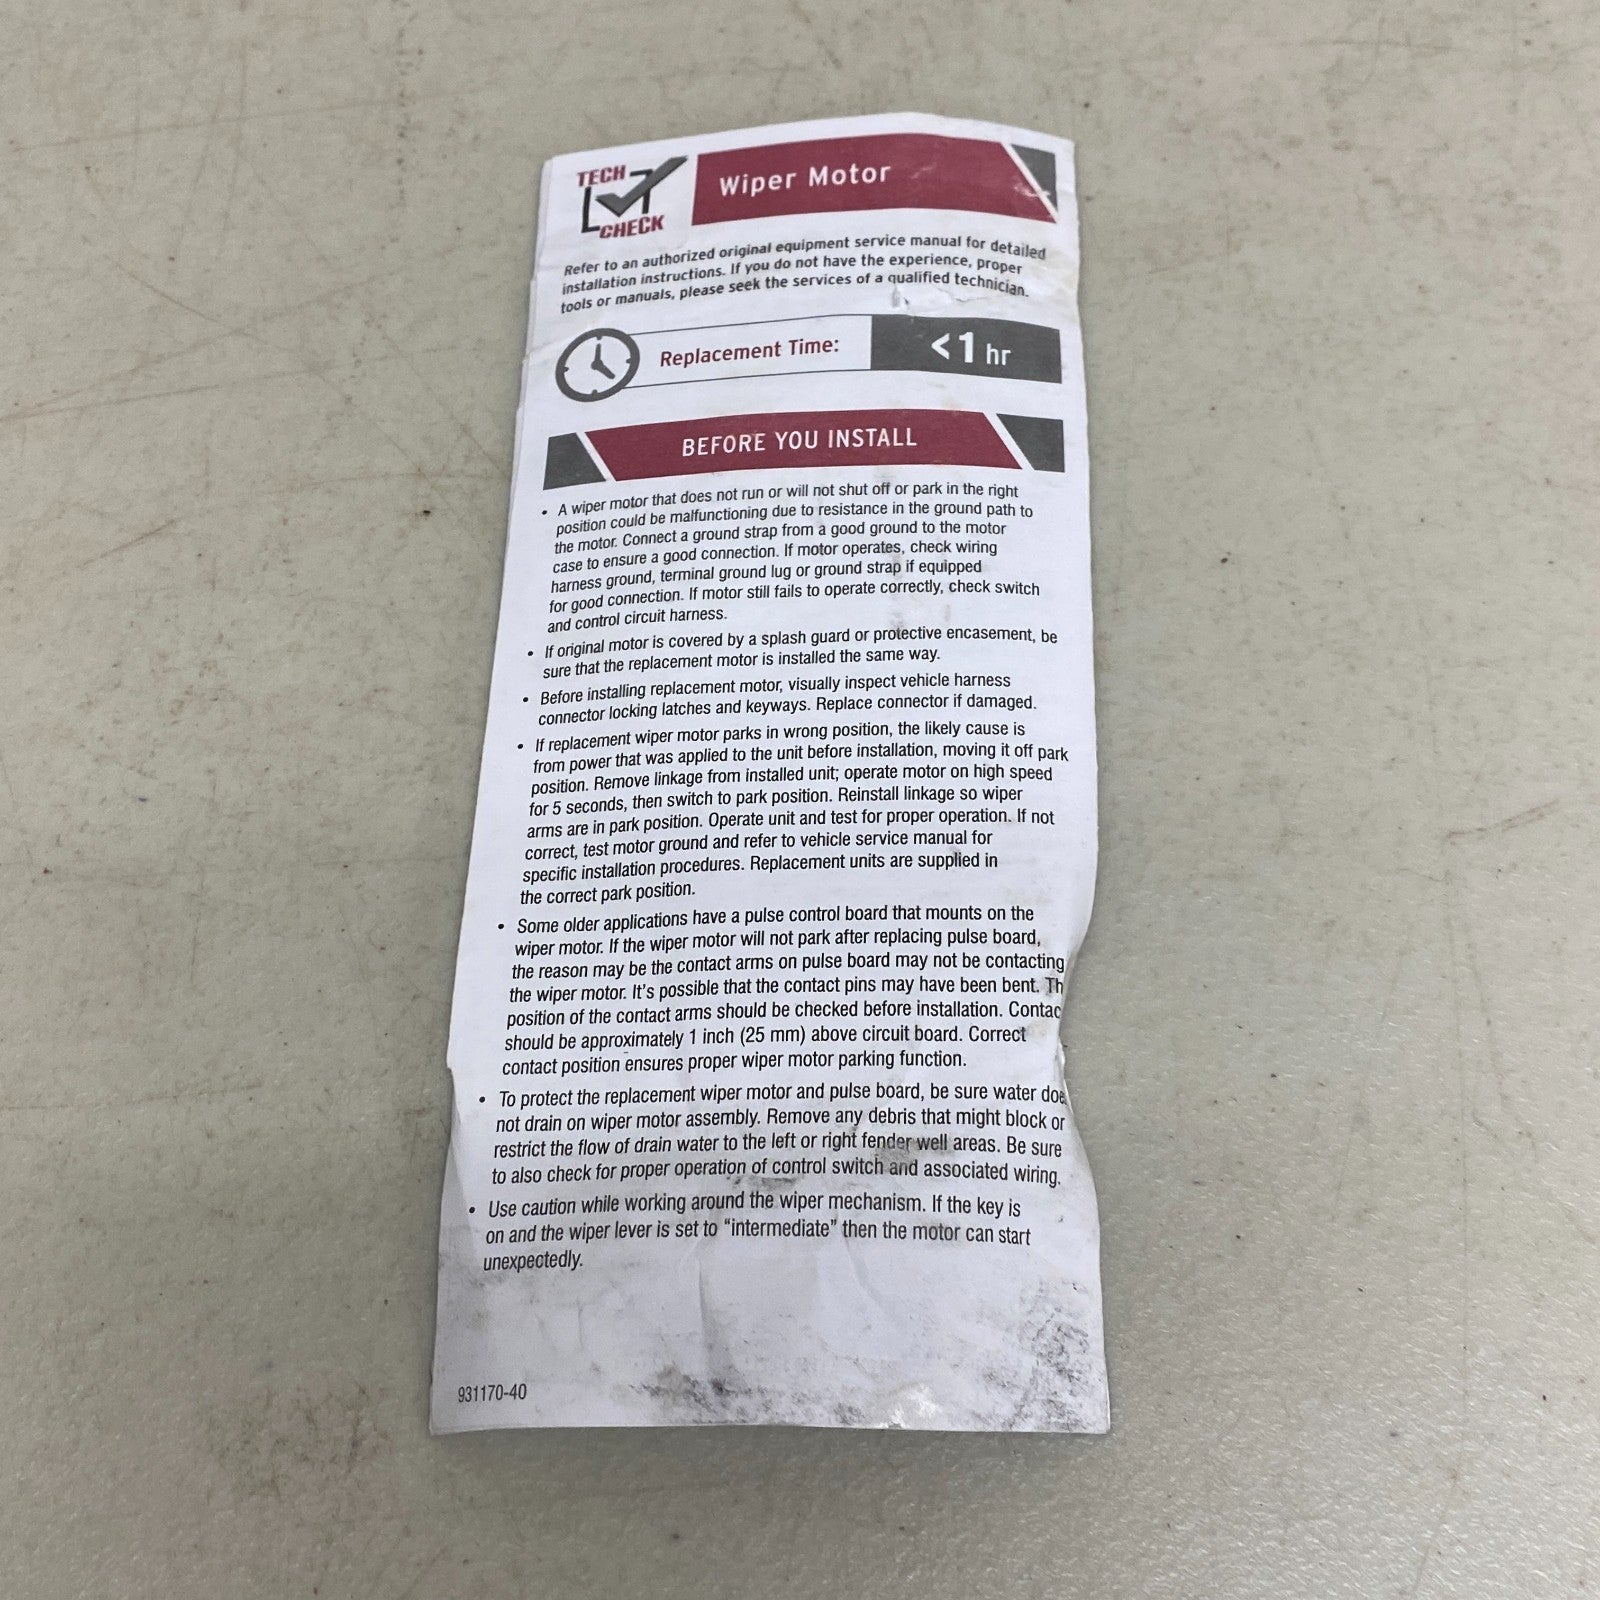 TECH
CHECK
Wiper Motor
Refer to an authorized original equipment service manual for detailed
installation instructions. If you do not have the experience, proper
tools or manuals, please seek the services of a qualified technician.
Replacement Time:
<1 hr
BEFORE YOU INSTALL
• A wiper motor that does not run or will not shut off or park in the right
position could be malfunctioning due to resistance in the ground path to
the motor. Connect a ground strap from a good ground to the motor
case to ensure a good connection. If motor operates, check wiring
harness ground, terminal ground lug or ground strap if equipped
for good connection. If motor still fails to operate correctly, check switch
and control circuit harness.
• If original motor is covered by a splash guard or protective encasement, be
sure that the replacement motor is installed the same way.
• Before installing replacement motor, visually inspect vehicle harness
connector locking latches and keyways. Replace connector if damaged.
• If replacement wiper motor parks in wrong position, the likely cause is
from power that was applied to the unit before installation, moving it off park
position. Remove linkage from installed unit; operate motor on high speed
for 5 seconds, then switch to park position. Reinstall linkage so wiper
arms are in park position. Operate unit and test for proper operation. If not
correct, test motor ground and refer to vehicle service manual for
specific installation procedures. Replacement units are supplied in
the correct park position.
• Some older applications have a pulse control board that mounts on the
wiper motor. If the wiper motor will not park after replacing pulse board,
the reason may be the contact arms on pulse board may not be contacting
the wiper motor. It's possible that the contact pins may have been bent. Th
position of the contact arms should be checked before installation. Contac
should be approximately 1 inch (25 mm) above circuit board. Correct
contact position ensures proper wiper motor parking function.
• To protect the replacement wiper motor and pulse board, be sure water doe
not drain on wiper motor assembly. Remove any debris that might block or
restrict the flow of drain water to the left or right fender well areas. Be sure
to also check for proper operation of control switch and associated wiring.
• Use caution while working around the wiper mechanism. If the key is
on and the wiper lever is set to “intermediate” then the motor can start
unexpectedly.
931170-40